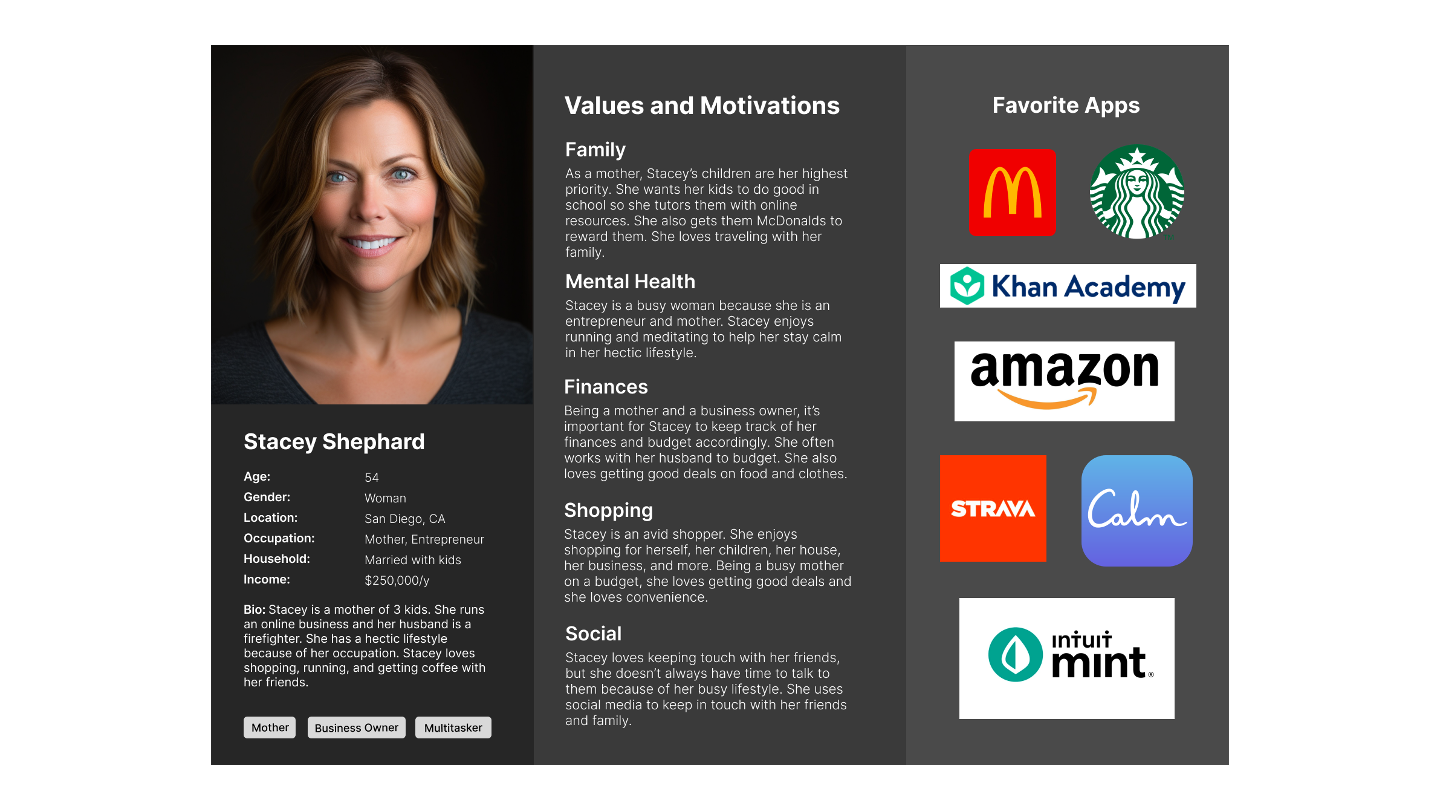 Stacey Shephard
Age: 54
Gender: Woman
Location: San Diego, CA
Occupation: Mother, Entrepreneur
Household: Married with kids
Income: $250,000/y
Bio: Stacey is a mother of 3 kids. She runs
an online business and her husband is a
firefighter. She has a hectic lifestyle
because of her occupation. Stacey loves
shopping, running, and getting coffee with
her friends.
Mother
Business Owner
Multitasker
Values and Motivations
Family
As a mother, Stacey’s children are her highest
priority. She wants her kids to do good in
school so she tutors them with online
resources. She also gets them McDonalds to
reward them. She loves traveling with her
family.
Mental Health
Stacey is a busy woman because she is an
entrepreneur and mother. Stacey enjoys
running and meditating to help her stay calm
in her hectic lifestyle.
Finances
Being a mother and a business owner, it’s
important for Stacey to keep track of her
finances and budget accordingly. She often
works with her husband to budget. She also
loves getting good deals on food and clothes.
Shopping
Stacey is an avid shopper. She enjoys
shopping for herself, her children, her house,
her business, and more. Being a busy mother
on a budget, she loves getting good deals and
she loves convenience.
Social
Stacey loves keeping touch with her friends,
but she doesn’t always have time to talk to
them because of her busy lifestyle. She uses
social media to keep in touch with her friends
and family.
Favorite Apps
Khan Academy
amazon
STRAVA
Calm
intuit
mint®